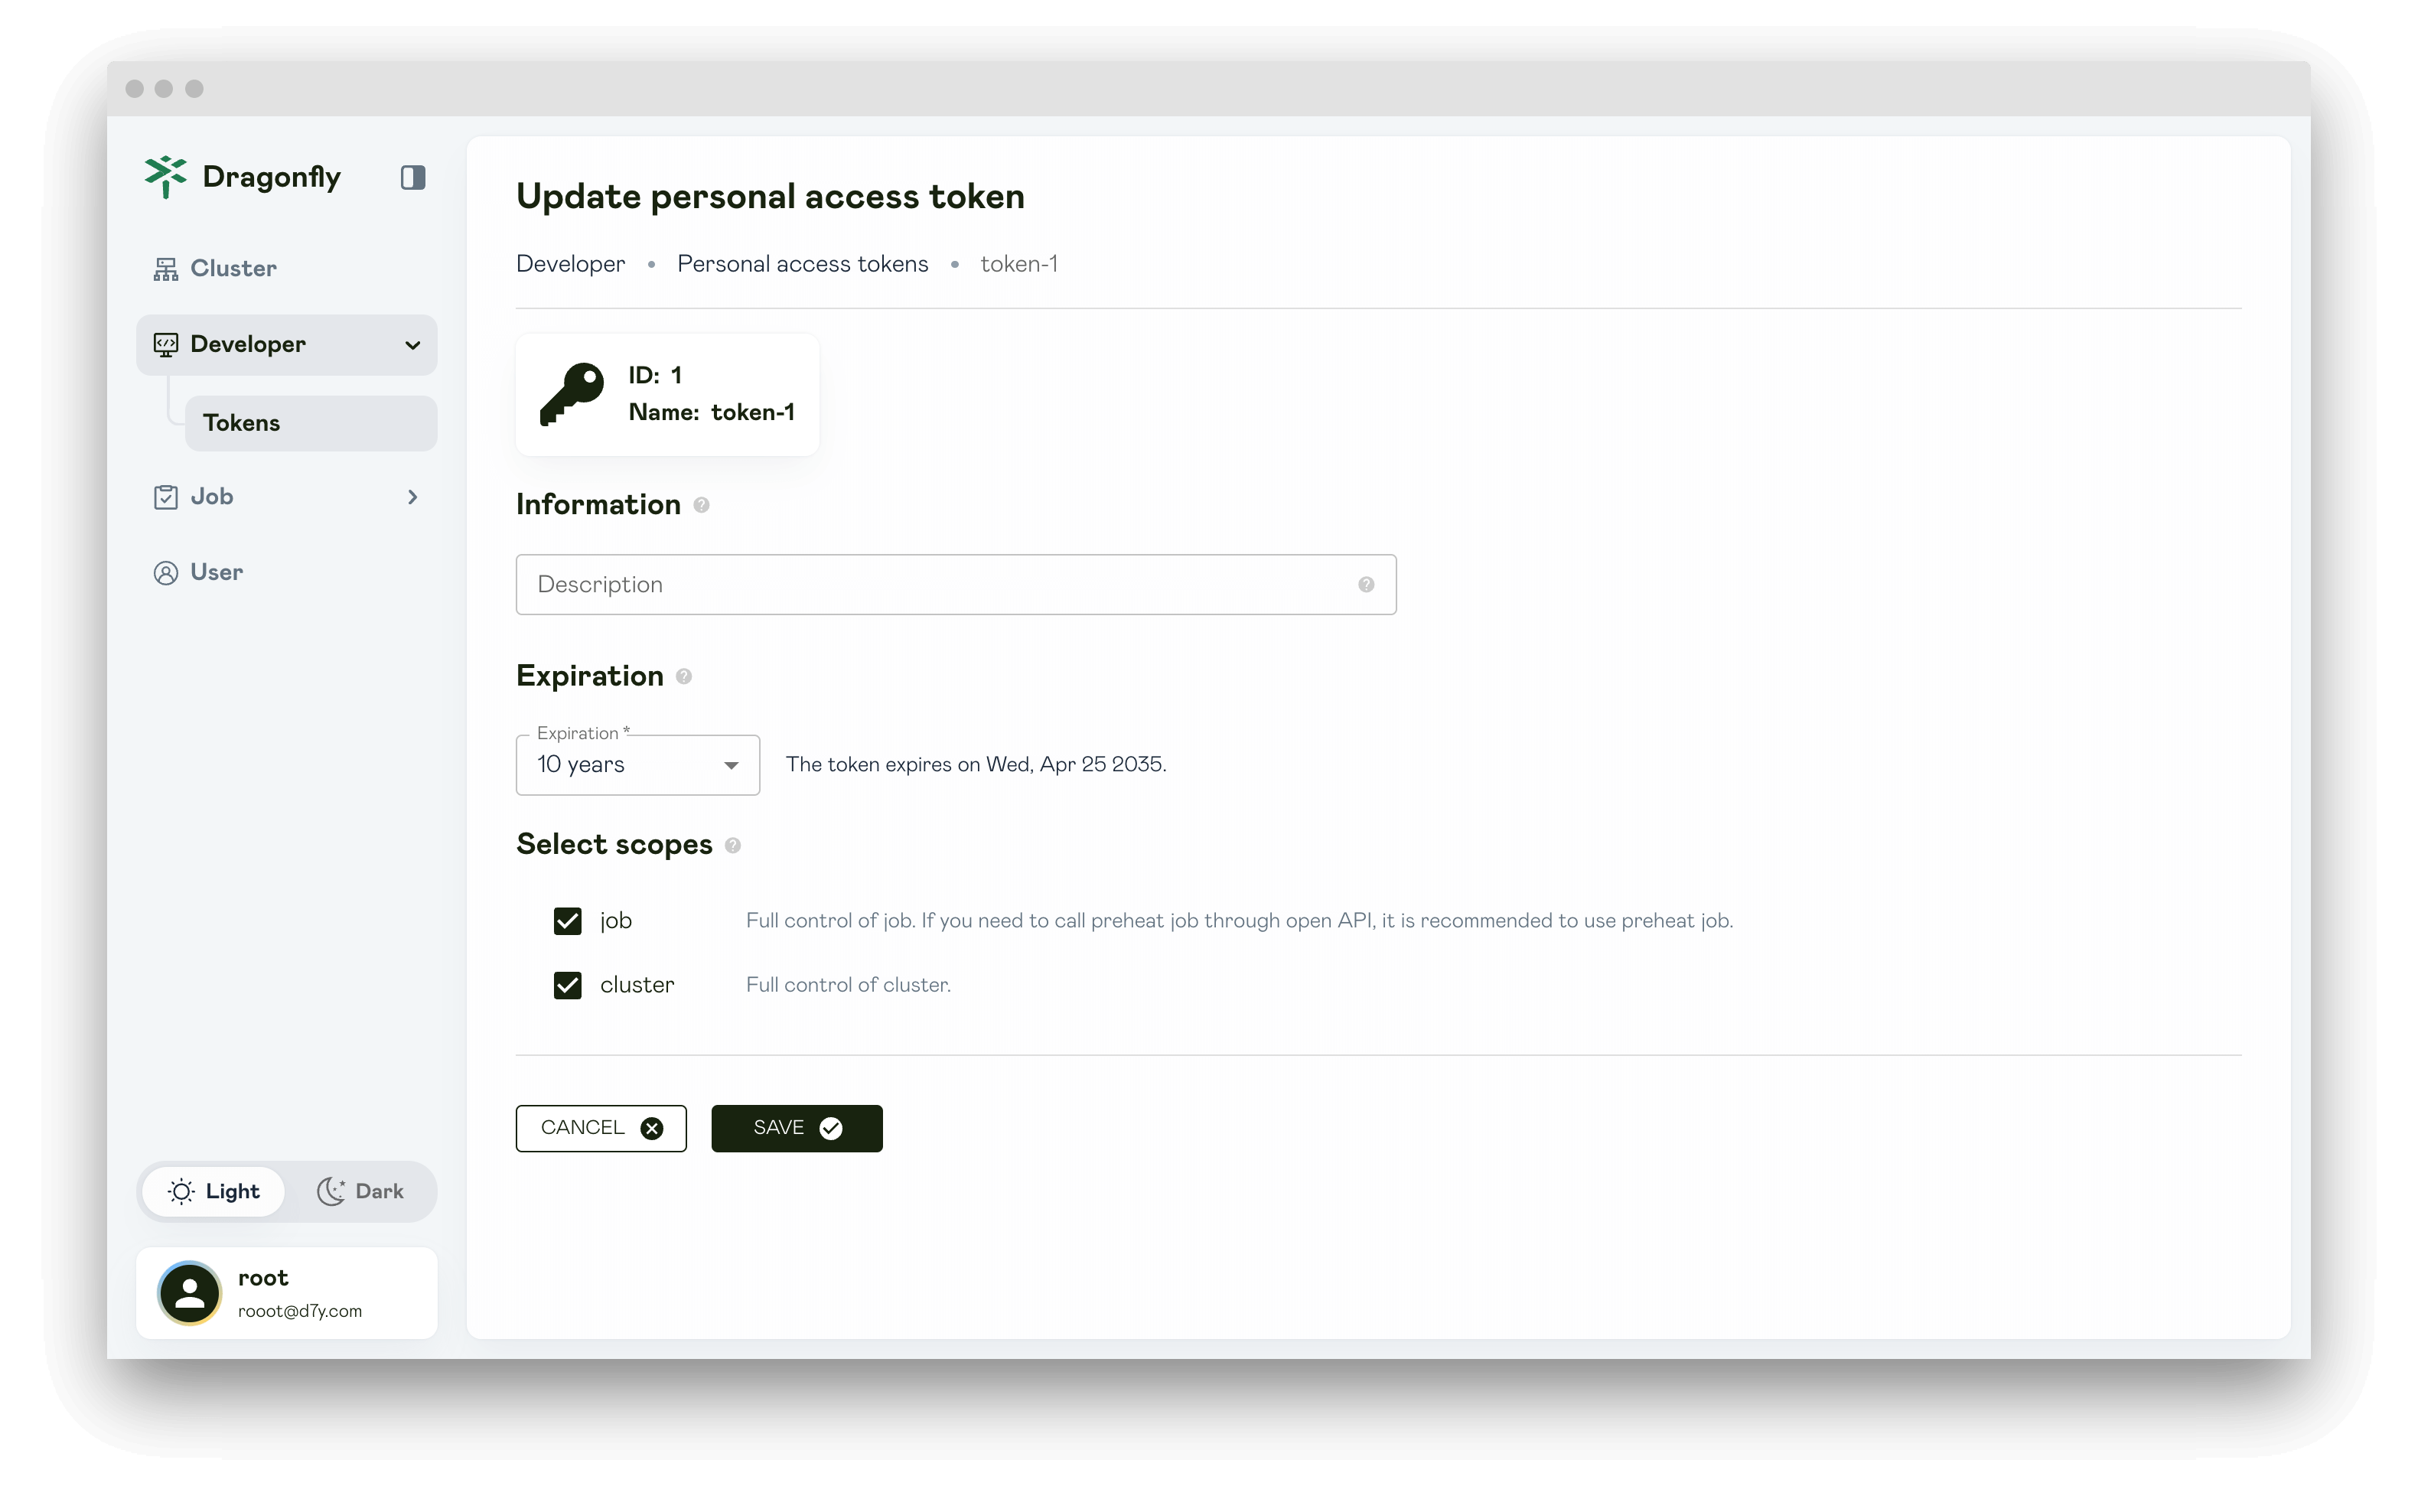 Dragonfly
Cluster
Developer
Tokens
Job
User
Light
Dark
root
rooot@d7y.com
Update personal access token
Developer • Personal access tokens • token-1
ID: 1
Name: token-1
Information
Description
Expiration
Expiration *
10 years
The token expires on Wed, Apr 25 2035.
Select scopes
job
Full control of job. If you need to call preheat job through open API, it is recommended to use preheat job.
cluster
Full control of cluster.
CANCEL
SAVE